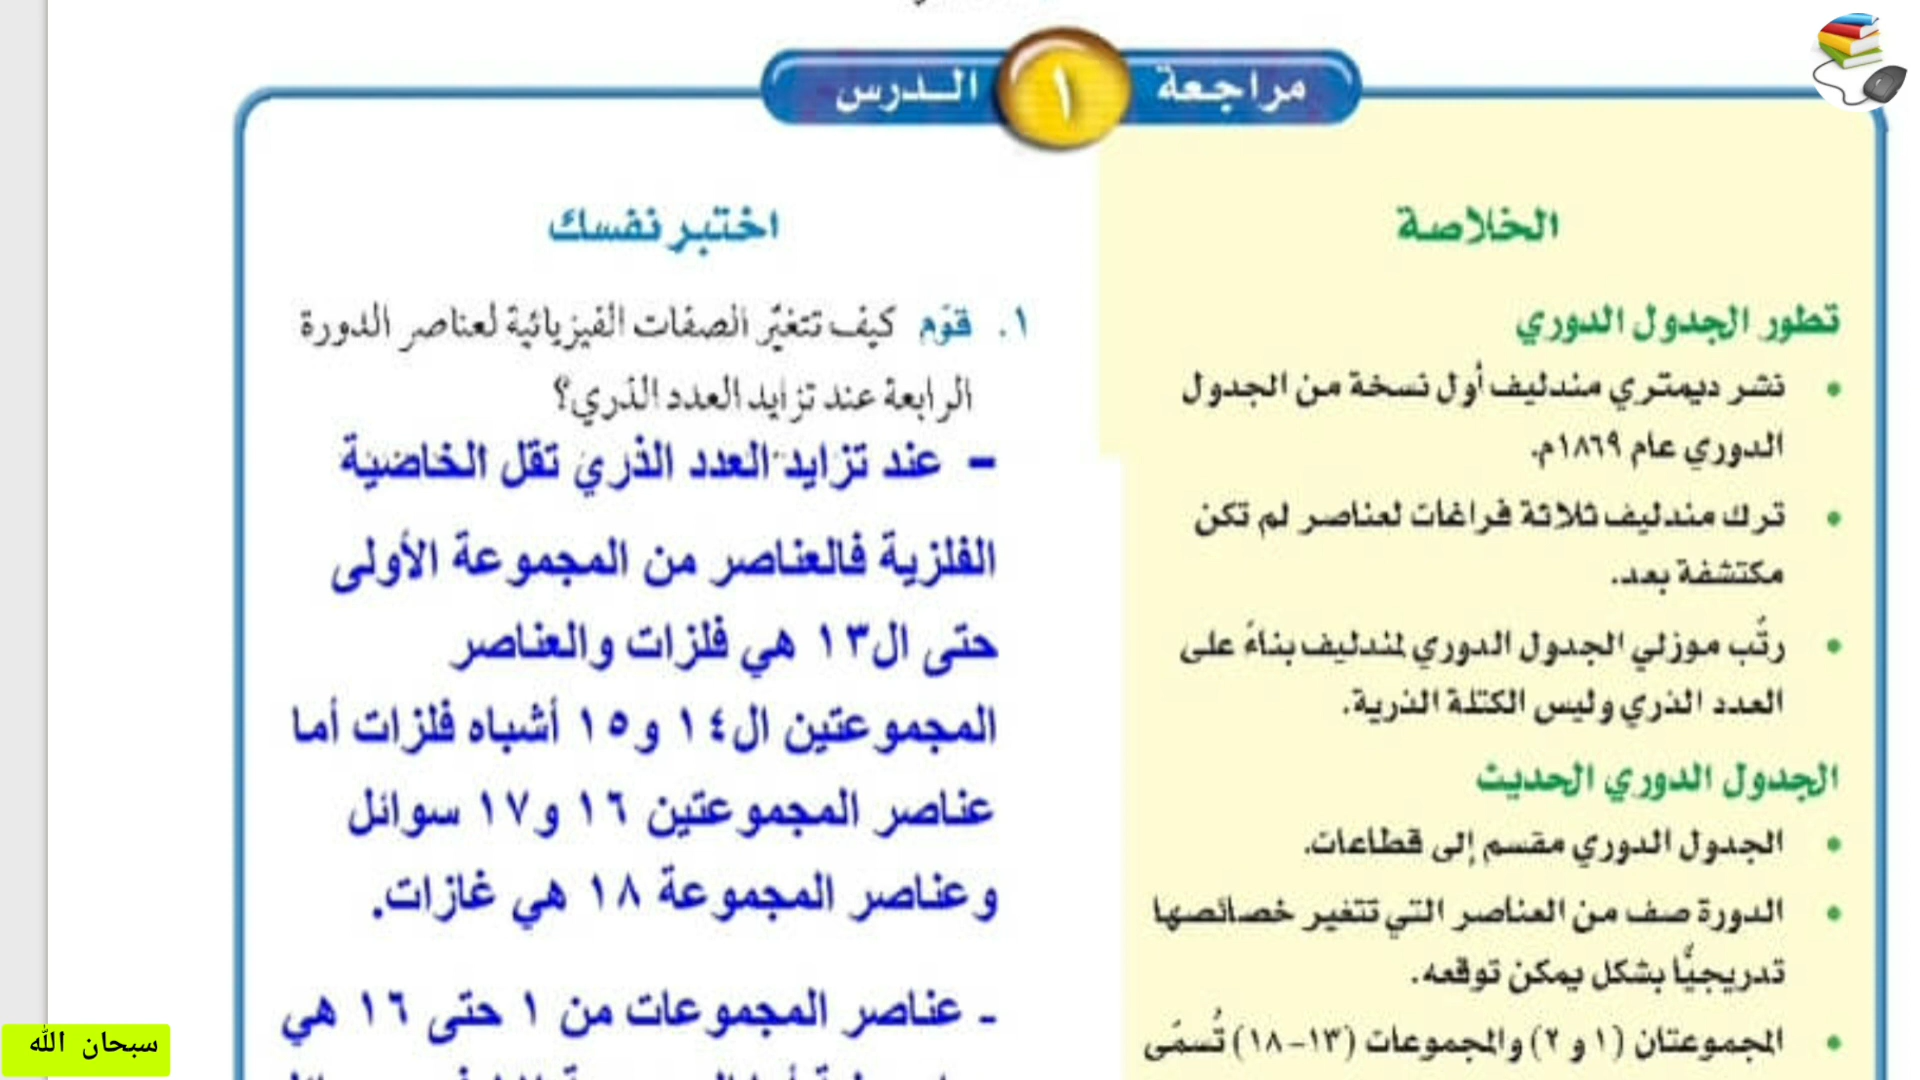 مراجعة ١ الدرس
الخلاصة
تطور الجدول الدوري
• نشر ديمتري مندليف أول نسخة من الجدول
الدوري عام ١٨٦٩م.
• ترك مندليف ثلاثة فراغات لعناصر لم تكن
مكتشفة بعد.
• رتّب موزلي الجدول الدوري لمندليف بناءً على
العدد الذري وليس الكتلة الذرية.
الجدول الدوري الحديث
• الجدول الدوري مقسم إلى قطاعات.
• الدورة صف من العناصر التي تتغير خصائصها
تدريجيًّا بشكل يمكن توقعه.
• المجموعتان (١ و ٢) والمجموعات (١٣-١٨) تُسمّى
اختبر نفسك
١. قوّم كيف تتغيّر الصفات الفيزيائية لعناصر الدورة
الرابعة عند تزايد العدد الذري؟
– عند تزايد العدد الذري تقل الخاضية
الفلزية فالعناصر من المجموعة الأولى
حتى ال١٣ هي فلزات والعناصر
المجموعتين ال١٤ و١٥ أشباه فلزات أما
عناصر المجموعتين ١٦ و١٧ سوائل
وعناصر المجموعة ١٨ هي غازات.
- عناصر المجموعات من ١ حتى ١٦ هي
سبحان الله